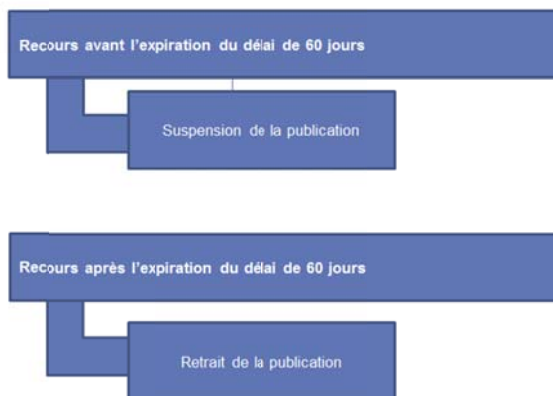 Recours avant l’expiration du délai de 60 jours
Suspension de la publication
Recours après l’expiration du délai de 60 jours
Retrait de la publication